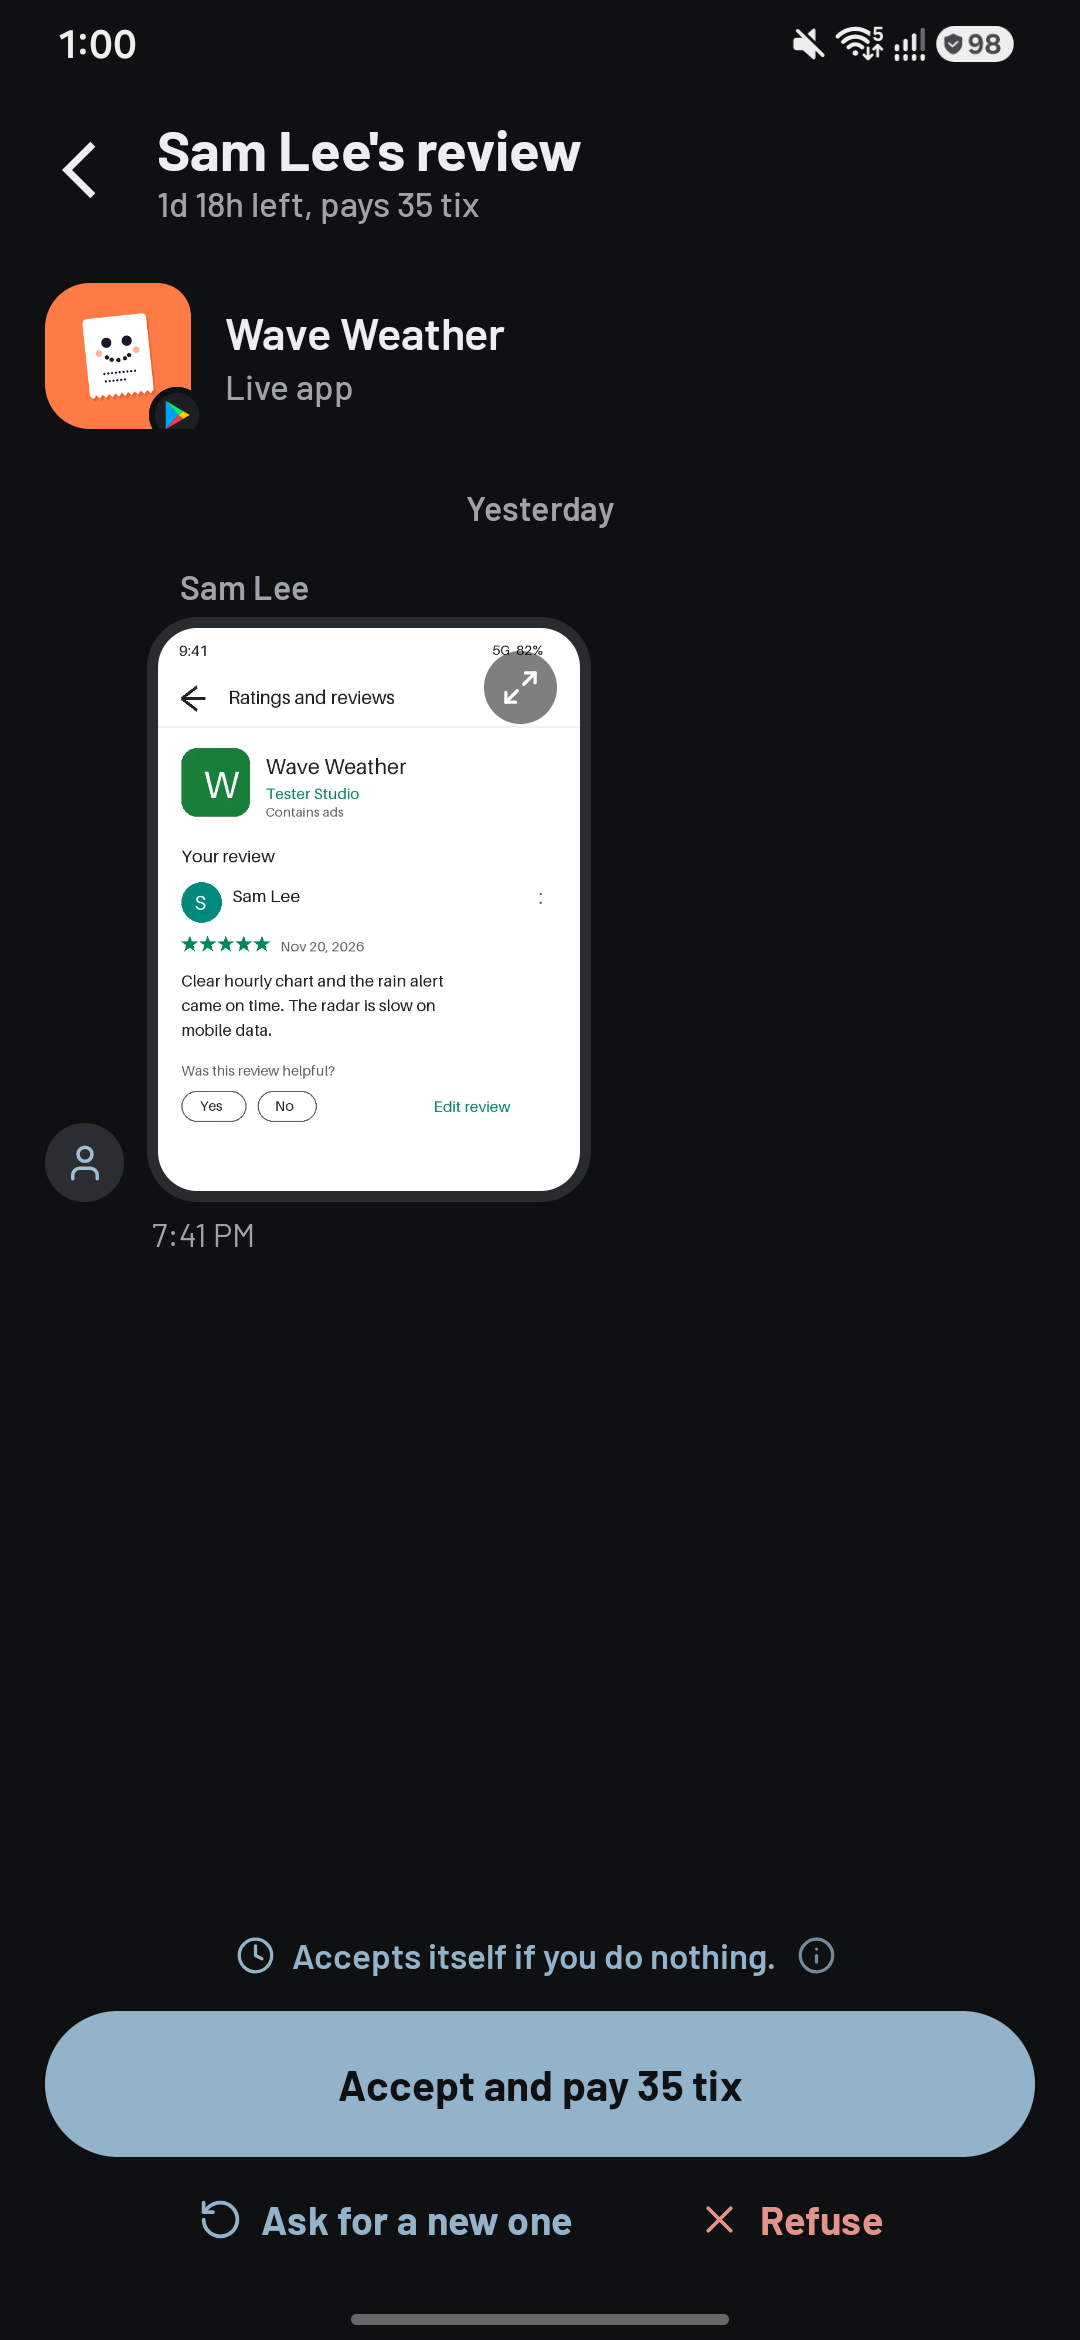 1:00
5
98
Sam Lee's review
1d 18h left, pays 35 tix
Wave Weather
Live app
Yesterday
Sam Lee
9:41
5G 82%
Ratings and reviews
W
Wave Weather
Tester Studio
Contains ads
Your review
S
Sam Lee
Nov 20, 2026
Clear hourly chart and the rain alert
came on time. The radar is slow on
mobile data.
Was this review helpful?
Yes
No
Edit review
7:41 PM
Accepts itself if you do nothing.
Accept and pay 35 tix
Ask for a new one
Refuse